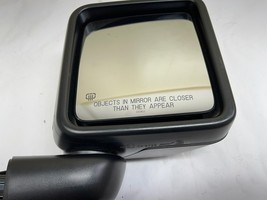 OBJECTS IN MIRROR ARE CLOSER
THAN THEY APPEAR